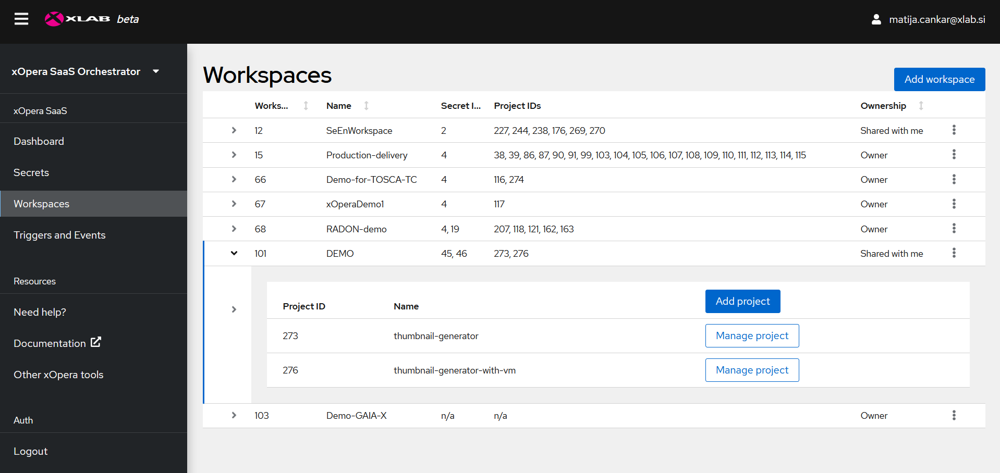 XLAB beta
matija.cankar@xlab.si
xOpera SaaS Orchestrator
xOpera SaaS
Dashboard
Secrets
Workspaces
Triggers and Events
Resources
Need help?
Documentation
Other xOpera tools
Auth
Logout
Workspaces
Add workspace
Works... Name Secret I... Project IDs Ownership
12 SeEnWorkspace 2 227, 244, 238, 176, 269, 270 Shared with me
15 Production-delivery 4 38, 39, 86, 87, 90, 91, 99, 103, 104, 105, 106, 107, 108, 109, 110, 111, 112, 113, 114, 115 Owner
66 Demo-for-TOSCA-TC 4 116, 274 Owner
67 xOperaDemo1 4 117 Owner
68 RADON-demo 4, 19 207, 118, 121, 162, 163 Owner
101 DEMO 45, 46 273, 276 Shared with me
Project ID Name Add project
273 thumbnail-generator Manage project
276 thumbnail-generator-with-vm Manage project
103 Demo-GAIA-X n/a n/a Owner